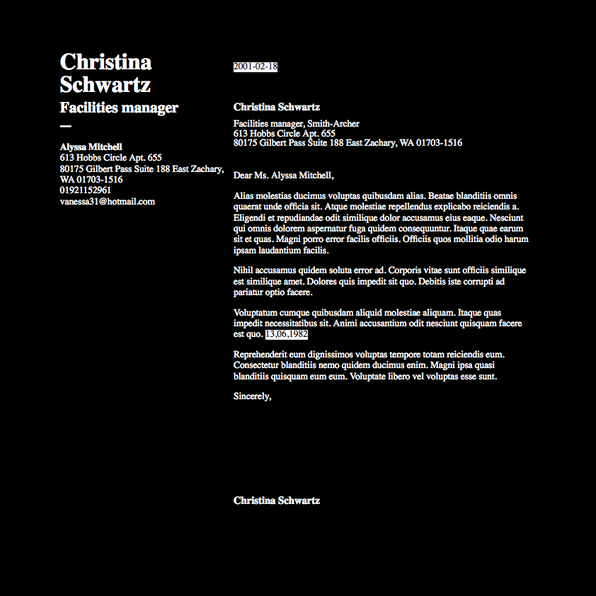 Christina
Schwartz
Facilities manager
Alyssa Mitchell
613 Hobbs Circle Apt. 655
80175 Gilbert Pass Suite 188 East Zachary,
WA 01703-1516
01921152961
vanessa31@hotmail.com
2001-02-18
Christina Schwartz
Facilities manager, Smith-Archer
613 Hobbs Circle Apt. 655
80175 Gilbert Pass Suite 188 East Zachary, WA 01703-1516
Dear Ms. Alyssa Mitchell,
Alias molestias ducimus voluptas quibusdam alias. Beatae blanditiis omnis
quaerat unde officia sit. Atque molestiae repellendus explicabo reiciendis a.
Eligendi et repudiandae odit similique dolor accusamus eius eaque. Nesciunt
qui omnis dolorem aspernatur fuga quidem consequuntur. Itaque quae earum
sit et quas. Magni porro error facilis officiis. Officiis quos mollitia odio harum
ipsam laudantium facilis.
Nihil accusamus quidem soluta error ad. Corporis vitae sunt officiis similique
est similique amet. Dolores quis impedit sit quo. Debitis iste corrupti ad
pariatur optio facere.
Voluptatum cumque quibusdam aliquid molestiae aliquam. Itaque quas
impedit necessitatibus sit. Animi accusantium odit nesciunt quisquam facere
est quo. 13,06,1982
Reprehenderit eum dignissimos voluptas tempore totam reiciendis eum.
Consectetur blanditiis nemo quidem ducimus enim. Magni ipsa quasi
blanditiis quisquam eum eum. Voluptate libero vel voluptas esse sunt.
Sincerely,
Christina Schwartz